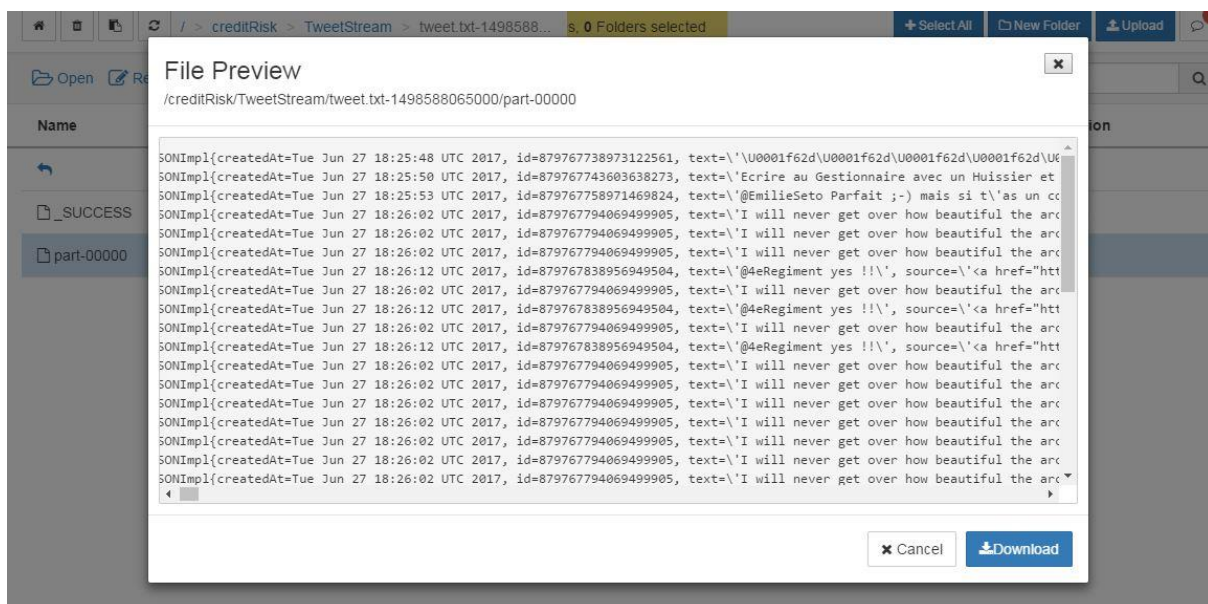 / > creditRisk > TweetStream > tweet.txt-1498588... s, 0 Folders selected Select All New Folder Upload
Open
File Preview
/creditRisk/TweetStream/tweet.txt-1498588065000/part-00000
Name
SONImpl{createdAt=Tue Jun 27 18:25:48 UTC 2017, id=879767738973122561, text=\'\U0001f62d\U0001f62d\U0001f62d\U0001f62d\U0001f62d\U0
SONImpl{createdAt=Tue Jun 27 18:25:50 UTC 2017, id=879767743603638273, text=\'Ecrire au Gestionnaire avec un Huissier et
SONImpl{createdAt=Tue Jun 27 18:25:53 UTC 2017, id=879767758971469824, text=\'@EmilieSeto Parfait ;-) mais si t\'as un cc
SONImpl{createdAt=Tue Jun 27 18:26:02 UTC 2017, id=879767794069499905, text=\'I will never get over how beautiful the arc
SONImpl{createdAt=Tue Jun 27 18:26:02 UTC 2017, id=879767794069499905, text=\'I will never get over how beautiful the arc
SONImpl{createdAt=Tue Jun 27 18:26:02 UTC 2017, id=879767794069499905, text=\'I will never get over how beautiful the arc
SONImpl{createdAt=Tue Jun 27 18:26:12 UTC 2017, id=879767838956949504, text=\'@4eRegiment yes !!\', source=\'<a href="htt
SONImpl{createdAt=Tue Jun 27 18:26:02 UTC 2017, id=879767794069499905, text=\'I will never get over how beautiful the arc
SONImpl{createdAt=Tue Jun 27 18:26:12 UTC 2017, id=879767838956949504, text=\'@4eRegiment yes !!\', source=\'<a href="htt
SONImpl{createdAt=Tue Jun 27 18:26:02 UTC 2017, id=879767794069499905, text=\'I will never get over how beautiful the arc
SONImpl{createdAt=Tue Jun 27 18:26:12 UTC 2017, id=879767838956949504, text=\'@4eRegiment yes !!\', source=\'<a href="htt
SONImpl{createdAt=Tue Jun 27 18:26:02 UTC 2017, id=879767794069499905, text=\'I will never get over how beautiful the arc
SONImpl{createdAt=Tue Jun 27 18:26:02 UTC 2017, id=879767794069499905, text=\'I will never get over how beautiful the arc
SONImpl{createdAt=Tue Jun 27 18:26:02 UTC 2017, id=879767794069499905, text=\'I will never get over how beautiful the arc
SONImpl{createdAt=Tue Jun 27 18:26:02 UTC 2017, id=879767794069499905, text=\'I will never get over how beautiful the arc
SONImpl{createdAt=Tue Jun 27 18:26:02 UTC 2017, id=879767794069499905, text=\'I will never get over how beautiful the arc
SONImpl{createdAt=Tue Jun 27 18:26:02 UTC 2017, id=879767794069499905, text=\'I will never get over how beautiful the arc
SONImpl{createdAt=Tue Jun 27 18:26:02 UTC 2017, id=879767794069499905, text=\'I will never get over how beautiful the arc
_SUCCESS
part-00000
Cancel Download